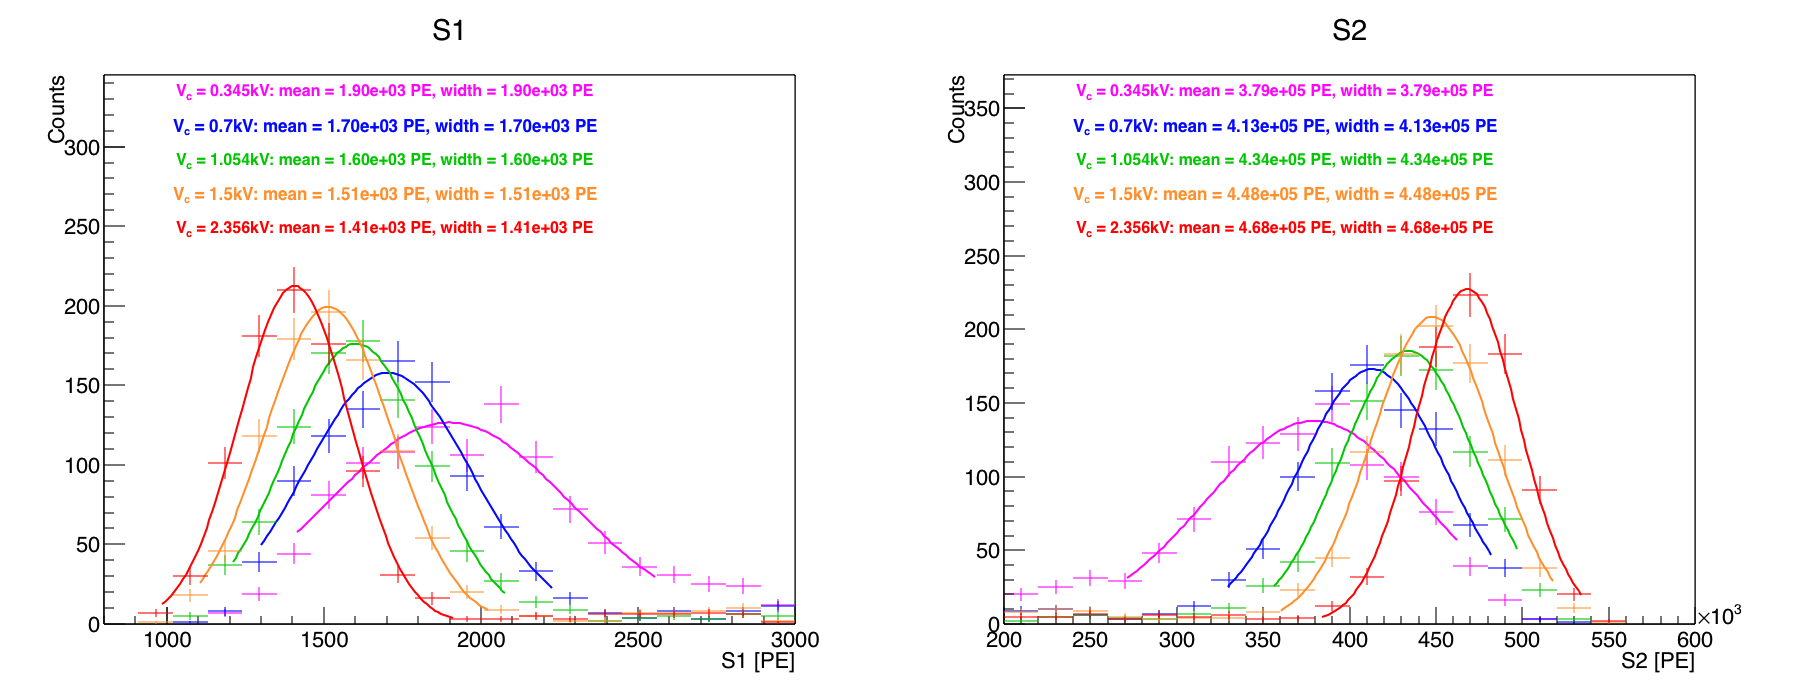 S1
Counts
V_c = 0.345kV: mean = 1.90e+03 PE, width = 1.90e+03 PE
V_c = 0.7kV: mean = 1.70e+03 PE, width = 1.70e+03 PE
V_c = 1.054kV: mean = 1.60e+03 PE, width = 1.60e+03 PE
V_c = 1.5kV: mean = 1.51e+03 PE, width = 1.51e+03 PE
V_c = 2.356kV: mean = 1.41e+03 PE, width = 1.41e+03 PE
300
250
200
150
100
50
0
1000 1500 2000 2500 3000
S1 [PE]
S2
Counts
V_c = 0.345kV: mean = 3.79e+05 PE, width = 3.79e+05 PE
V_c = 0.7kV: mean = 4.13e+05 PE, width = 4.13e+05 PE
V_c = 1.054kV: mean = 4.34e+05 PE, width = 4.34e+05 PE
V_c = 1.5kV: mean = 4.48e+05 PE, width = 4.48e+05 PE
V_c = 2.356kV: mean = 4.68e+05 PE, width = 4.68e+05 PE
350
300
250
200
150
100
50
0
200 250 300 350 400 450 500 550 600
×10³
S2 [PE]